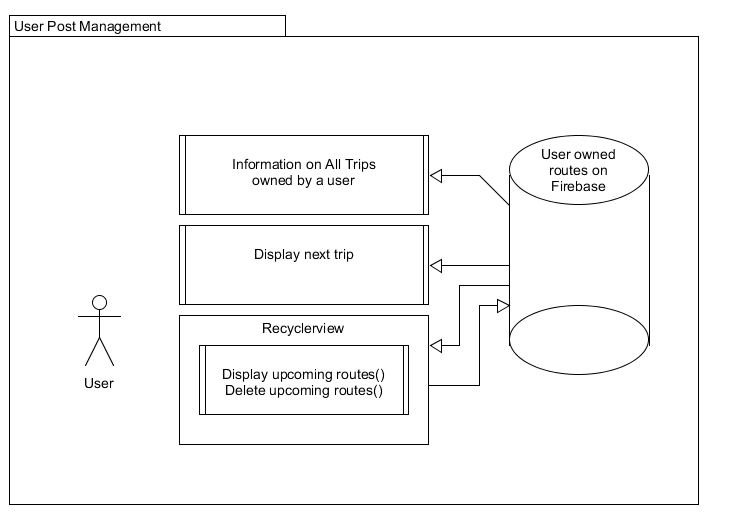 User Post Management
Information on All Trips
owned by a user
User owned
routes on
Firebase
Display next trip
Recyclerview
Display upcoming routes()
Delete upcoming routes()
User